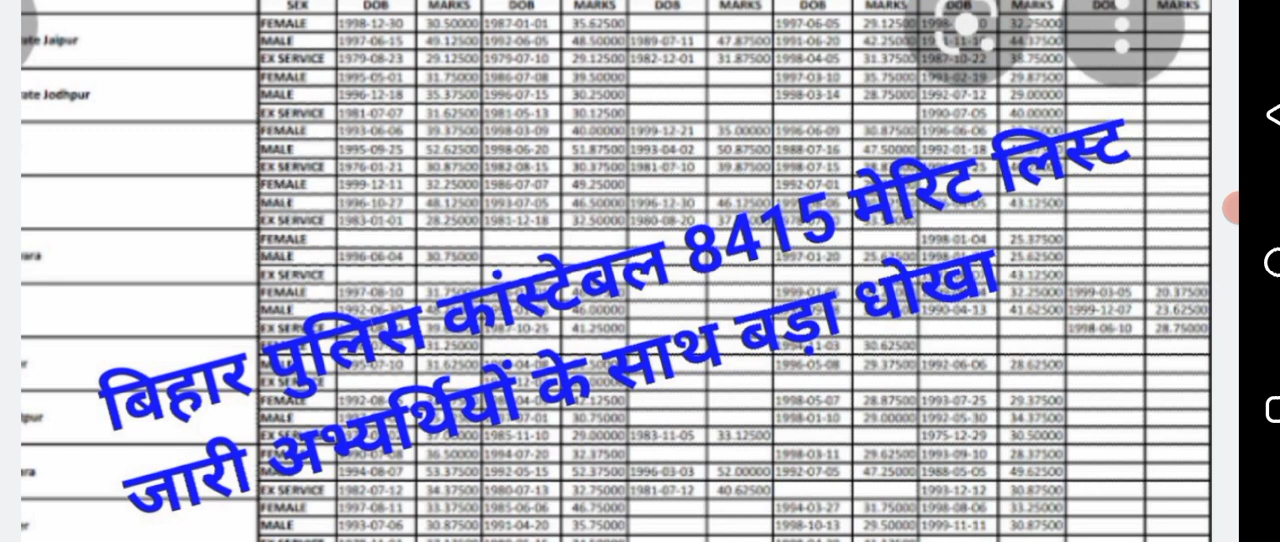 SEX DOB MARKS DOB MARKS DOB MARKS DOB MARKS DOB MARKS DOB MARKS
FEMALE 1998-12-30 30.50000 1987-01-01 35.62500 1997-06-05 29.12500 32.25000
ate Jaipur
MALE 1997-06-15 49.12500 1992-06-05 48.50000 1989-07-11 47.87500 1991-06-20 42.25000 44.37500
EX SERVICE 1979-08-23 29.12500 1979-07-10 29.12500 1982-12-01 31.87500 1998-04-05 31.37500 1987-10-22 38.75000
FEMALE 1995-05-01 31.75000 1986-07-08 39.50000 1997-03-10 35.75000 1993-02-19 29.87500
ate Jodhpur
MALE 1996-12-18 35.37500 1996-07-15 30.25000 1998-03-14 28.75000 1992-07-12 29.00000
EX SERVICE 1981-07-07 31.62500 1981-05-13 30.12500 1990-07-05 40.00000
FEMALE 1993-06-06 39.37500 1998-03-09 40.00000 1999-12-21 35.00000 1996-06-09 30.87500 1996-06-06
MALE 1995-09-25 52.62500 1998-06-20 51.87500 1993-04-02 50.87500 1988-07-16 47.50000 1992-01-18
EX SERVICE 1976-01-21 30.87500 1982-08-15 30.37500 1981-07-10 39.87500 1998-07-15
FEMALE 1999-12-11 32.25000 1986-07-07 49.25000 1992-07-01
MALE 1996-10-27 48.12500 1993-07-05 46.50000 1996-12-30 46.12500 43.12500
EX SERVICE 1983-01-01 28.25000 1981-12-18 32.50000 1980-08-20
FEMALE 1998-01-04 25.37500
ara
MALE 1996-06-04 30.75000 1997-01-20 25.62500
EX SERVICE 43.12500
FEMALE 1997-08-10 32.25000 1999-03-05 20.37500
MALE 46.00000 1990-04-13 41.62500 1999-12-07 23.62500
EX SERVICE 41.25000 1998-06-10 28.75000
31.25000 30.62500
31.62500 1996-05-08 29.37500 1992-06-06 28.62500
FEMALE 1998-05-07 28.87500 1993-07-25 29.37500
pur
MALE 30.75000 1998-01-10 29.00000 1992-05-30 34.37500
1985-11-10 29.00000 1983-11-05 33.12500 1975-12-29 30.50000
36.50000 1994-07-20 32.37500 1998-03-11 29.62500 1993-09-10 28.37500
ara
1994-08-07 53.37500 1992-05-15 52.37500 1996-03-03 52.00000 1992-07-05 47.25000 1988-05-05 49.62500
EX SERVICE 1982-07-12 34.37500 1980-07-13 32.75000 1981-07-12 40.62500 1993-12-12 30.87500
FEMALE 1997-08-11 33.37500 1985-06-06 46.75000 1994-03-27 31.75000 1998-08-06 33.25000
MALE 1993-07-06 30.87500 1991-04-20 35.75000 1998-10-13 29.50000 1999-11-11 30.87500
बिहार पुलिस कांस्टेबल 8415 मेरिट लिस्ट
जारी अभ्यर्थियों के साथ बड़ा धोखा